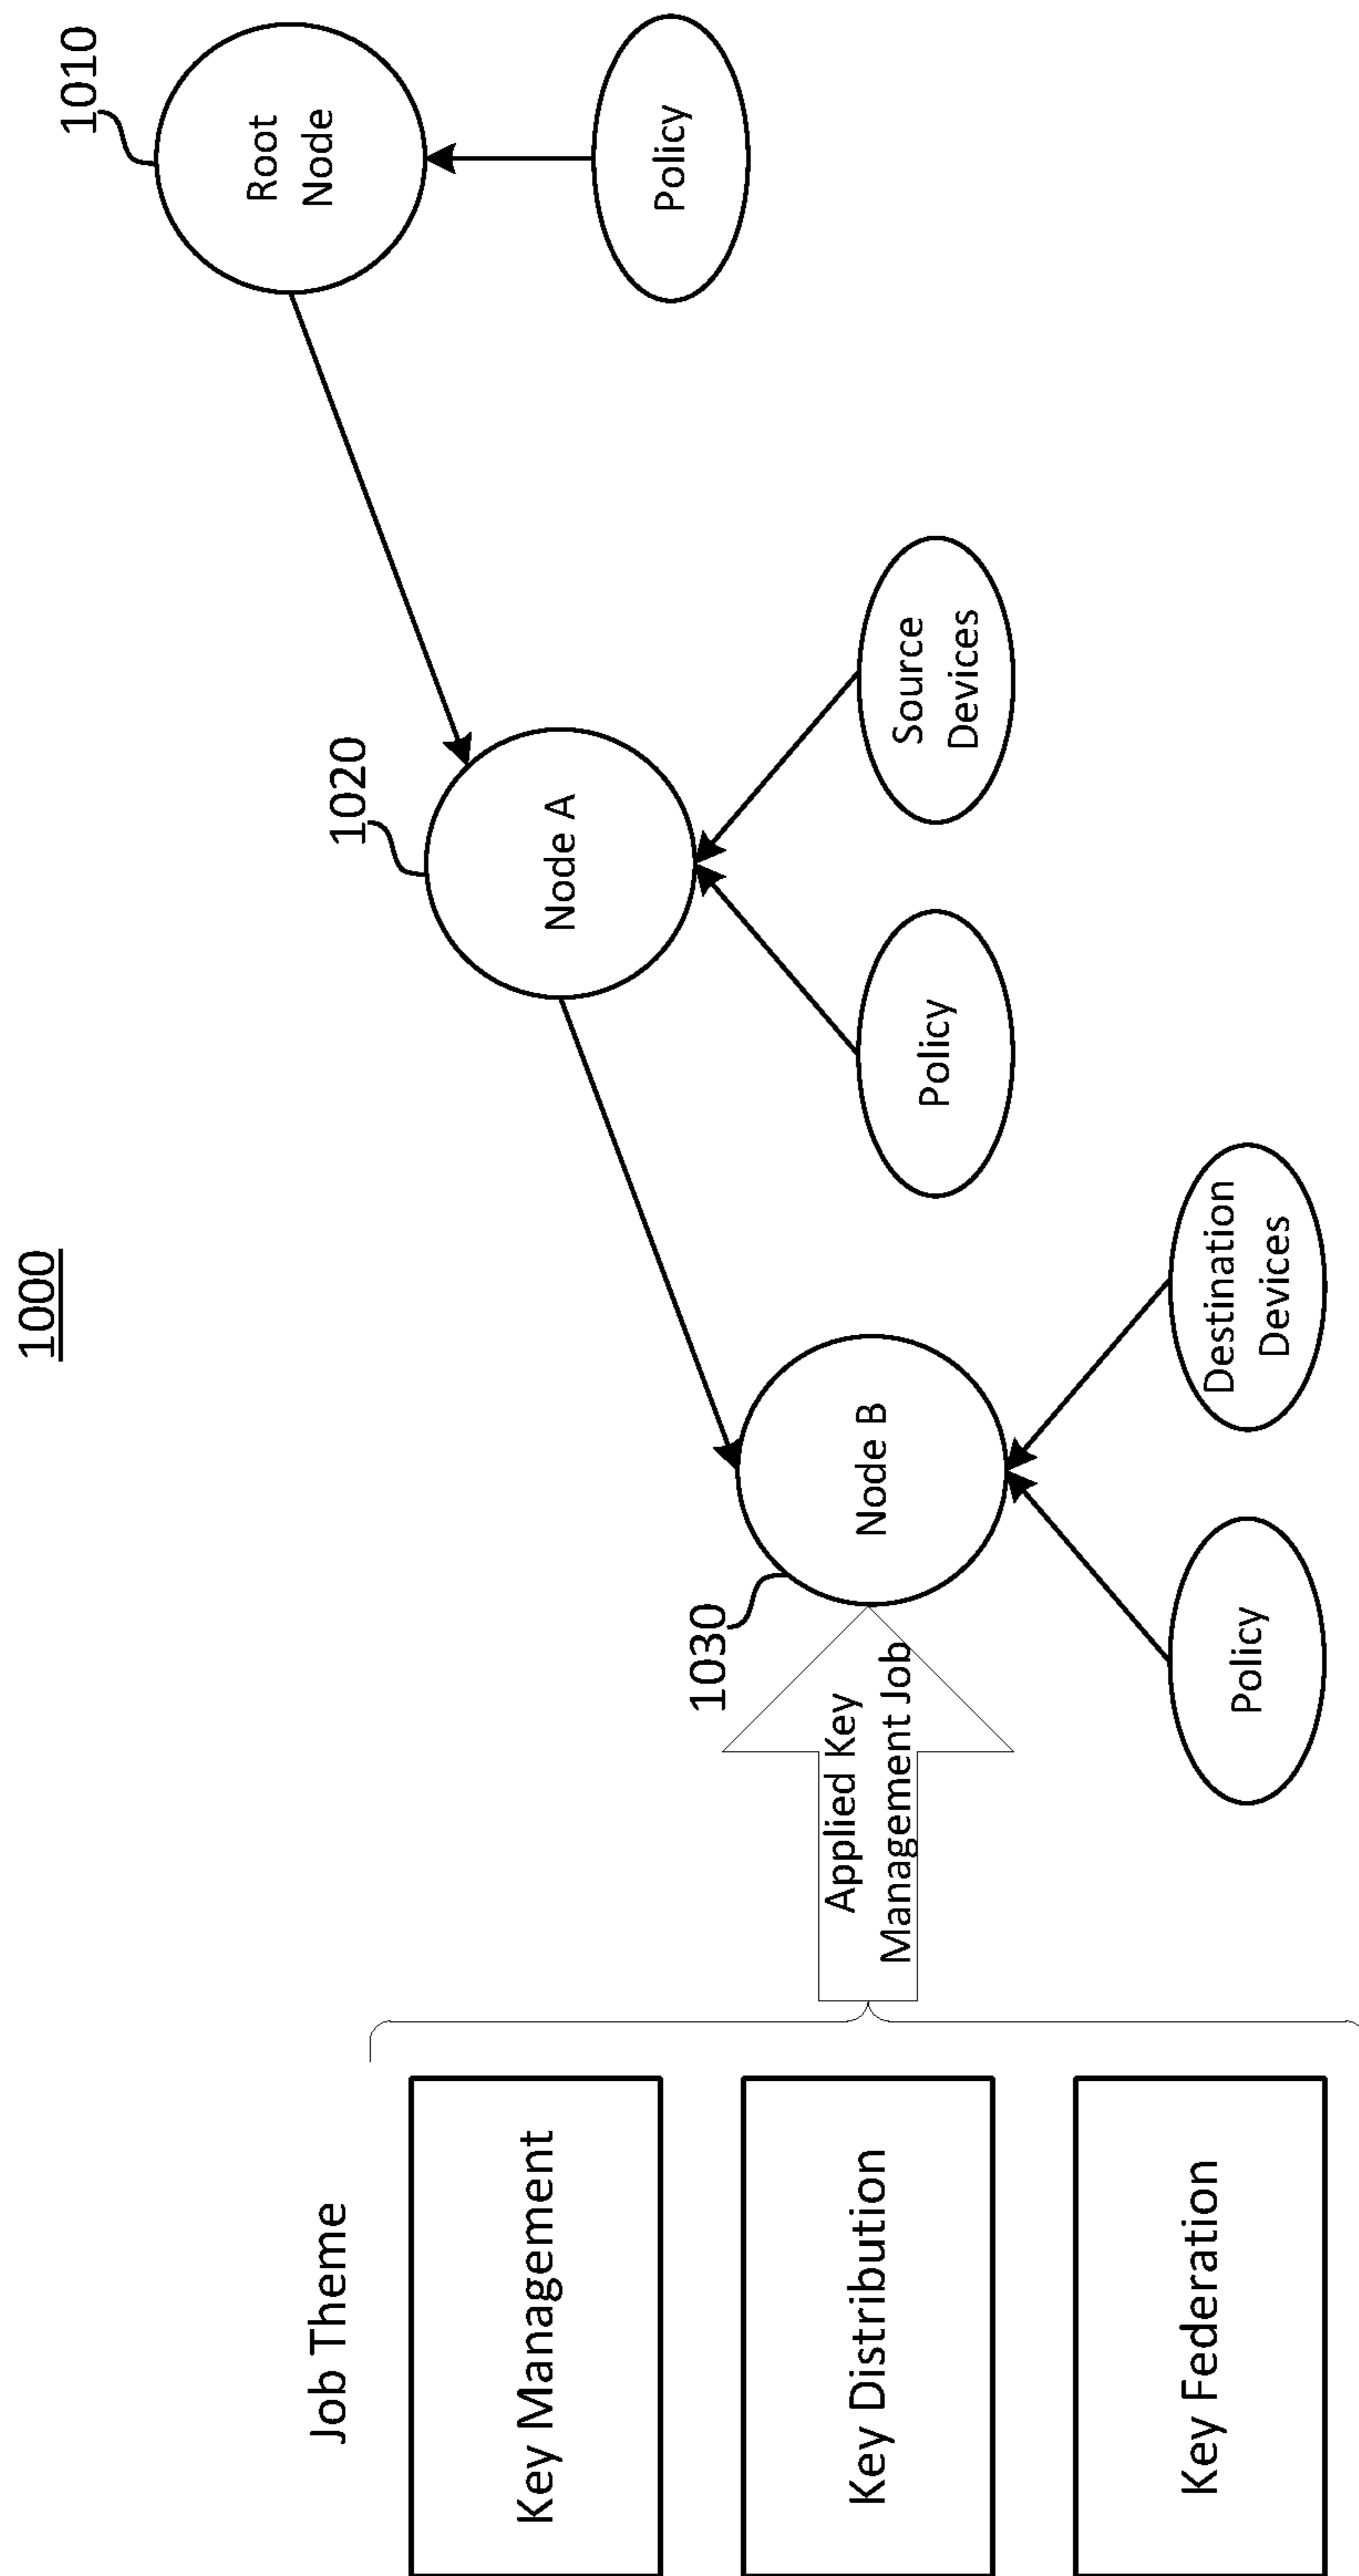 1000
Job Theme
Key Management
Key Distribution
Key Federation
Applied Key
Management Job
1030
Node B
Policy
Destination
Devices
1020
Node A
Policy
Source
Devices
1010
Root
Node
Policy